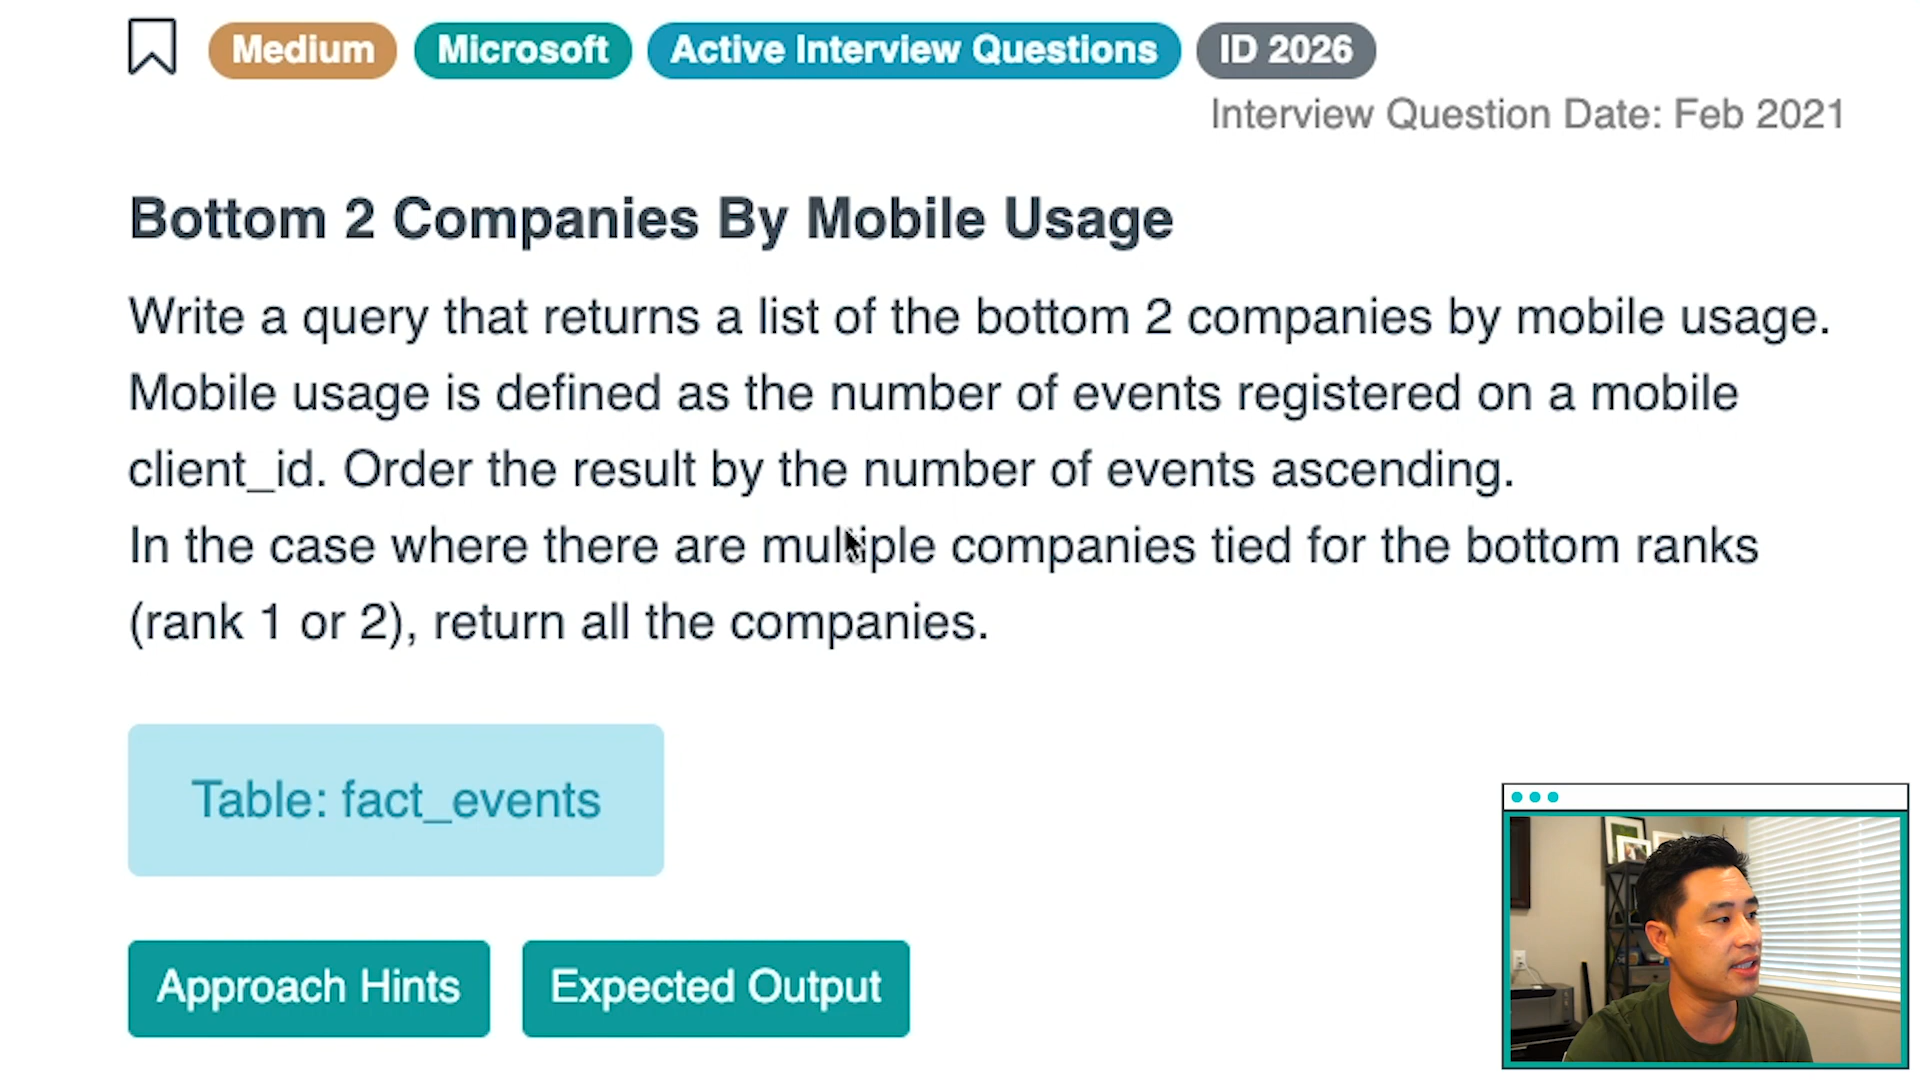 Medium Microsoft Active Interview Questions ID 2026
Interview Question Date: Feb 2021
Bottom 2 Companies By Mobile Usage
Write a query that returns a list of the bottom 2 companies by mobile usage.
Mobile usage is defined as the number of events registered on a mobile
client_id. Order the result by the number of events ascending.
In the case where there are multiple companies tied for the bottom ranks
(rank 1 or 2), return all the companies.
Table: fact_events
Approach Hints Expected Output